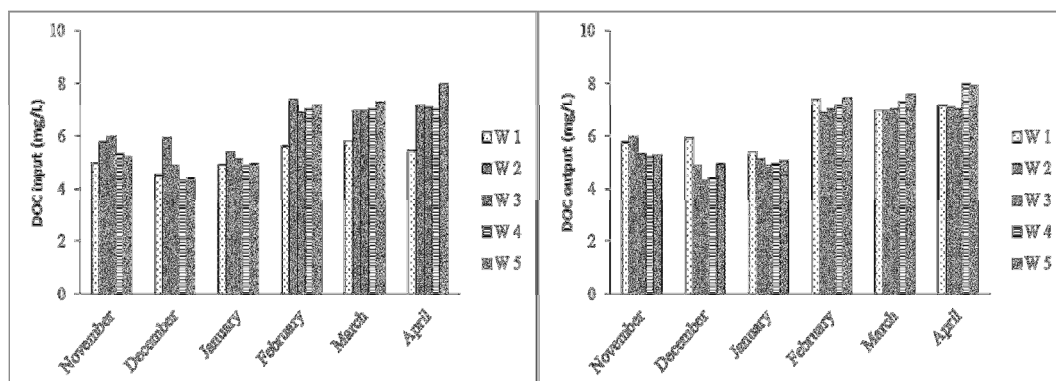 10
8
6
4
2
0
DOC input (mg/L)
November
December
January
February
March
April
W 1
W 2
W 3
W 4
W 5
10
8
6
4
2
0
DOC output (mg/L)
November
December
January
February
March
April
W 1
W 2
W 3
W 4
W 5